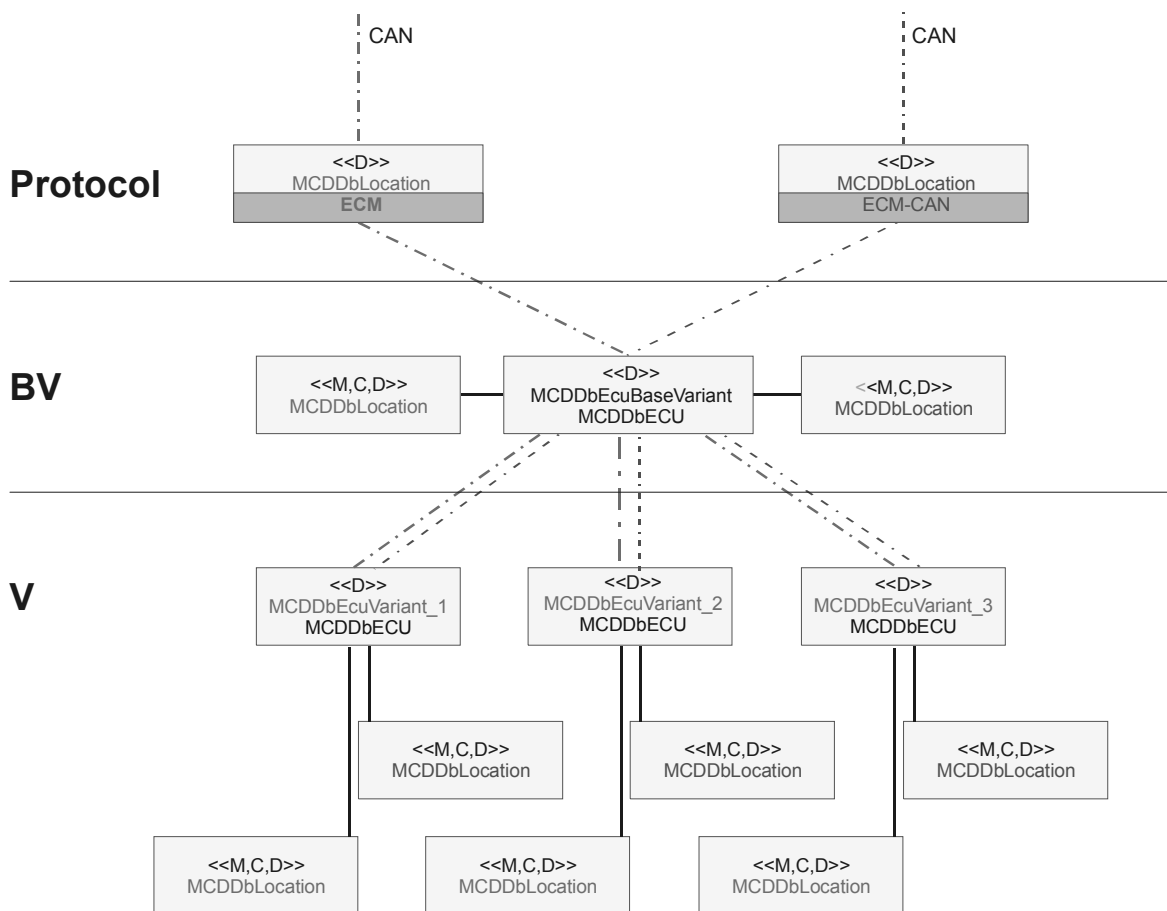 CAN
CAN
Protocol
<<D>>
MCDDbLocation
ECM
<<D>>
MCDDbLocation
ECM-CAN
BV
<<M,C,D>>
MCDDbLocation
<<D>>
MCDDbEcuBaseVariant
MCDDbECU
<<M,C,D>>
MCDDbLocation
V
<<D>>
MCDDbEcuVariant_1
MCDDbECU
<<D>>
MCDDbEcuVariant_2
MCDDbECU
<<D>>
MCDDbEcuVariant_3
MCDDbECU
<<M,C,D>>
MCDDbLocation
<<M,C,D>>
MCDDbLocation
<<M,C,D>>
MCDDbLocation
<<M,C,D>>
MCDDbLocation
<<M,C,D>>
MCDDbLocation
<<M,C,D>>
MCDDbLocation